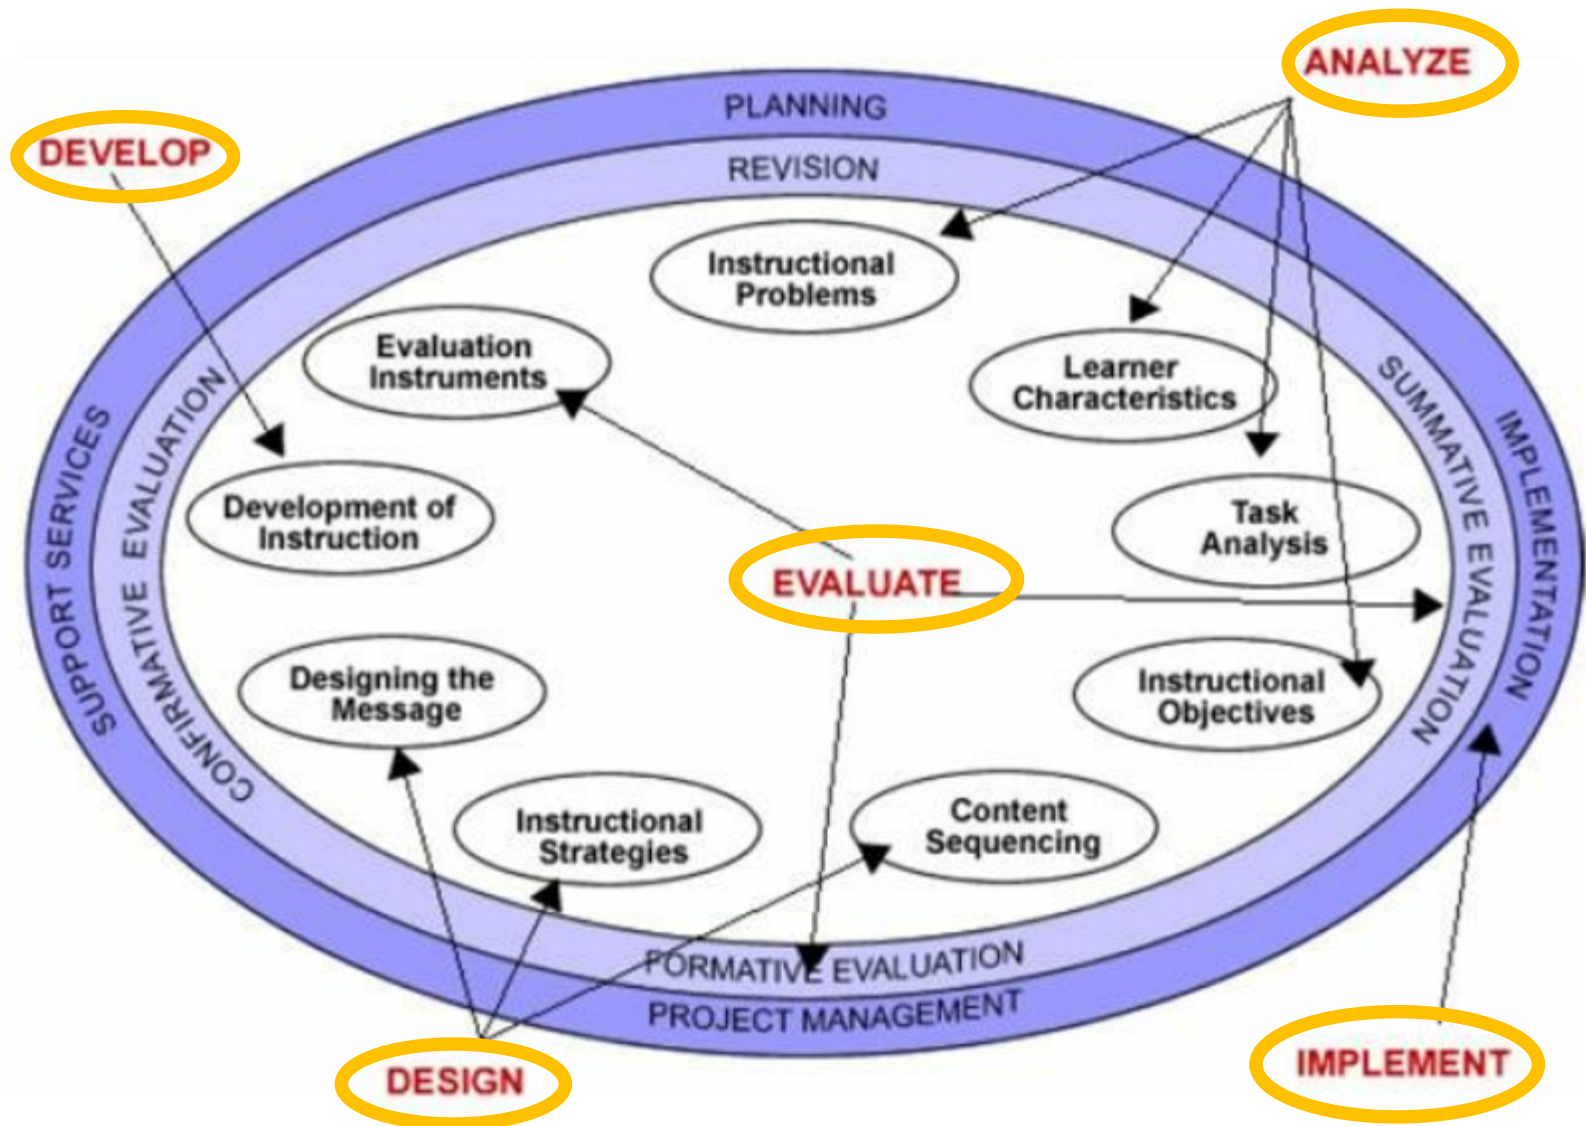 ANALYZE
PLANNING
DEVELOP
REVISION
Instructional
Problems
Evaluation
Instruments
Learner
Characteristics
SUPPORT SERVICES
CONFIRMATIVE EVALUATION
SUMMATIVE EVALUATION
IMPLEMENTATION
Development of
Instruction
Task
Analysis
EVALUATE
Designing the
Message
Instructional
Objectives
Instructional
Strategies
Content
Sequencing
FORMATIVE EVALUATION
PROJECT MANAGEMENT
DESIGN
IMPLEMENT